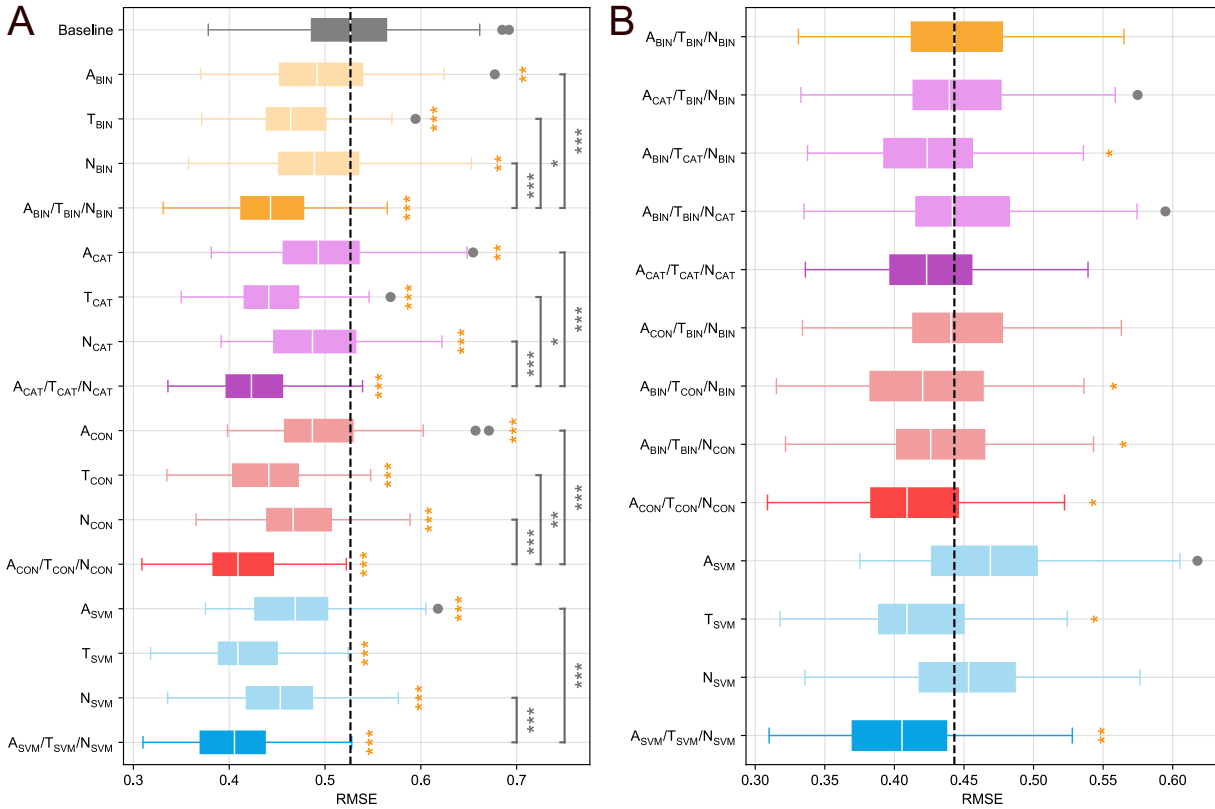 A
Baseline
**
A_BIN
***
T_BIN
**
N_BIN
***
A_BIN/T_BIN/N_BIN
***
*
***
**
A_CAT
***
T_CAT
***
N_CAT
***
A_CAT/T_CAT/N_CAT
***
*
***
***
A_CON
***
T_CON
***
N_CON
***
A_CON/T_CON/N_CON
***
**
***
***
A_SVM
***
T_SVM
***
N_SVM
***
A_SVM/T_SVM/N_SVM
***
***
0.3 0.4 0.5 0.6 0.7
RMSE
B
A_BIN/T_BIN/N_BIN
A_CAT/T_BIN/N_BIN
A_BIN/T_CAT/N_BIN
*
A_BIN/T_BIN/N_CAT
A_CAT/T_CAT/N_CAT
A_CON/T_BIN/N_BIN
A_BIN/T_CON/N_BIN
*
A_BIN/T_BIN/N_CON
*
A_CON/T_CON/N_CON
*
A_SVM
T_SVM
*
N_SVM
A_SVM/T_SVM/N_SVM
**
0.30 0.35 0.40 0.45 0.50 0.55 0.60
RMSE